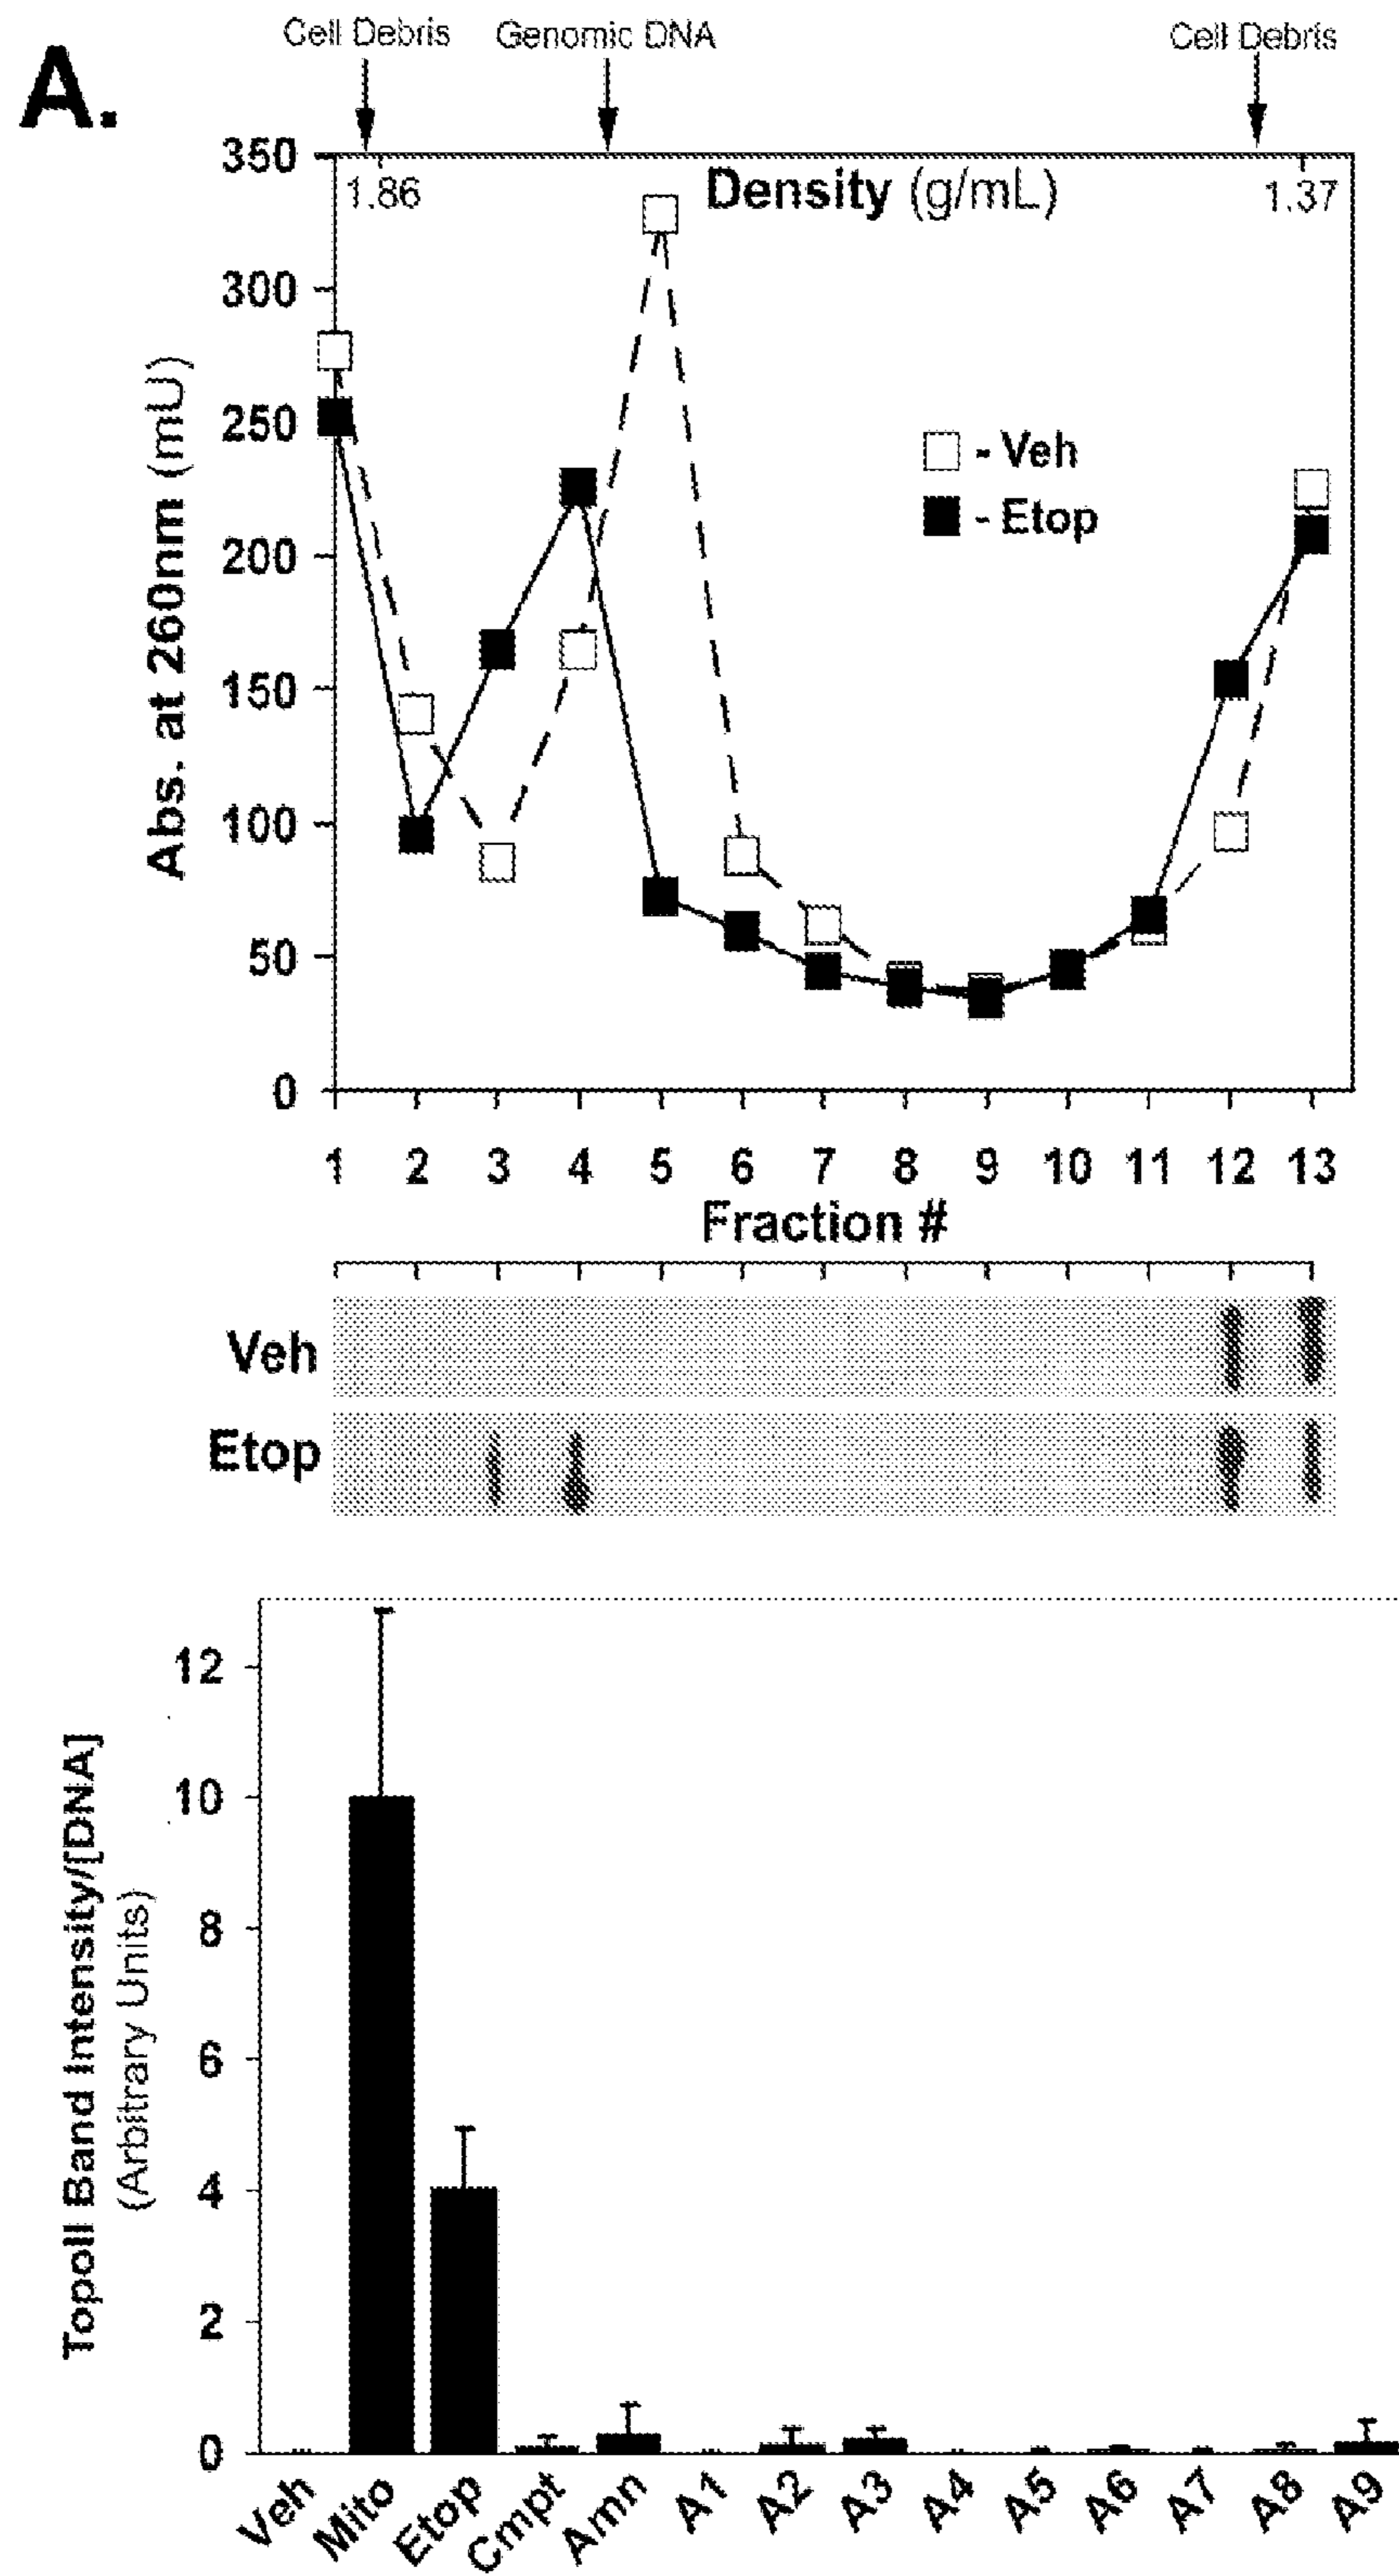 A.
Cell Debris Genomic DNA Cell Debris
1.86 Density (g/mL) 1.37
Abs. at 260nm (mU)
350
300
250
200
150
100
50
0
- Veh
- Etop
1 2 3 4 5 6 7 8 9 10 11 12 13
Fraction #
Veh
Etop
TopoII Band Intensity/[DNA]
(Arbitrary Units)
12
10
8
6
4
2
0
Veh Mito Etop Cmpt Amn A1 A2 A3 A4 A5 A6 A7 A8 A9